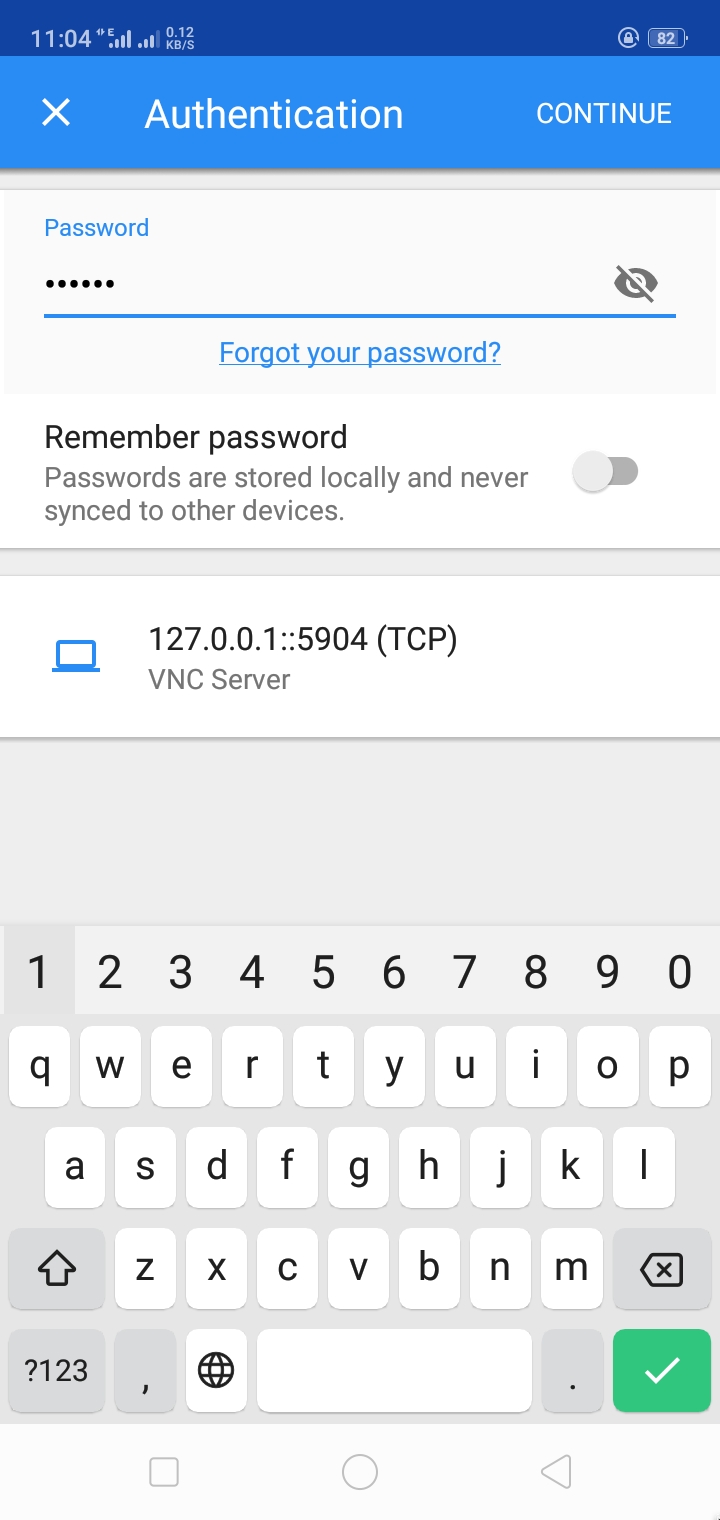 11:04 E 0.12 KB/S 82
Authentication CONTINUE
Password
••••••
Forgot your password?
Remember password
Passwords are stored locally and never
synced to other devices.
127.0.0.1::5904 (TCP)
VNC Server
1 2 3 4 5 6 7 8 9 0
q w e r t y u i o p
a s d f g h j k l
z x c v b n m
?123 , .